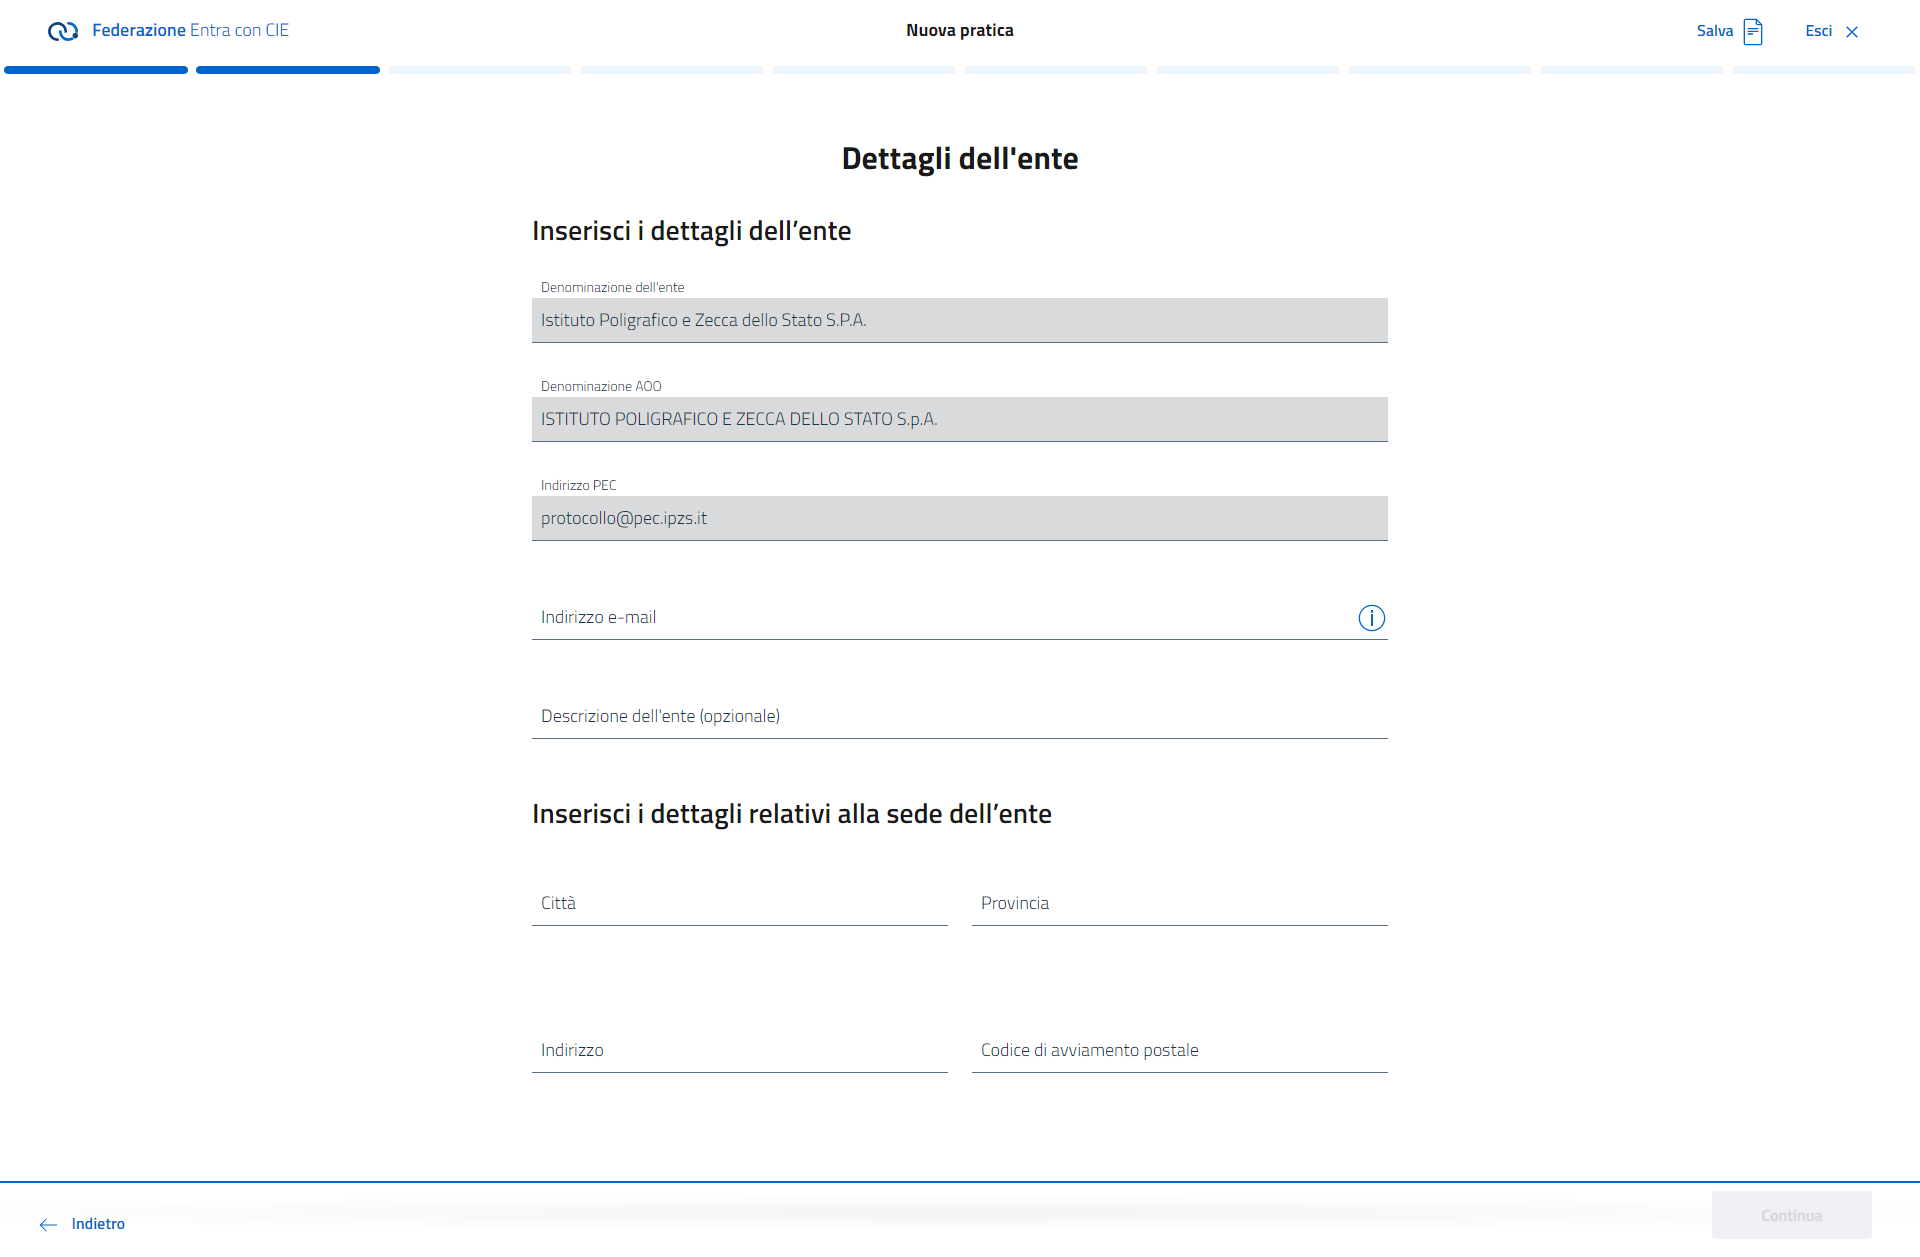 Federazione Entra con CIE
Nuova pratica
Salva
Esci
Dettagli dell'ente
Inserisci i dettagli dell’ente
Denominazione dell'ente
Istituto Poligrafico e Zecca dello Stato S.P.A.
Denominazione AOO
ISTITUTO POLIGRAFICO E ZECCA DELLO STATO S.p.A.
Indirizzo PEC
protocollo@pec.ipzs.it
Indirizzo e-mail
Descrizione dell'ente (opzionale)
Inserisci i dettagli relativi alla sede dell’ente
Città
Provincia
Indirizzo
Codice di avviamento postale
Indietro
Continua